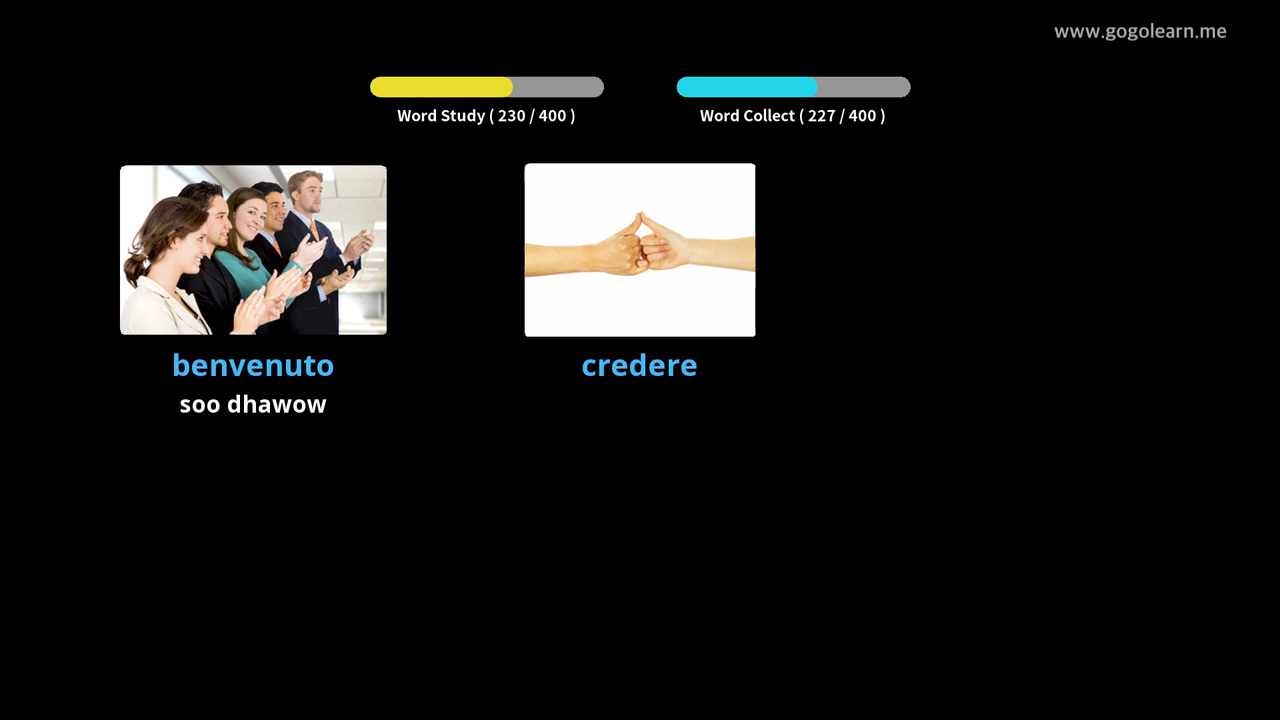 www.gogolearn.me
Word Study ( 230 / 400 )
Word Collect ( 227 / 400 )
benvenuto
soo dhawow
credere